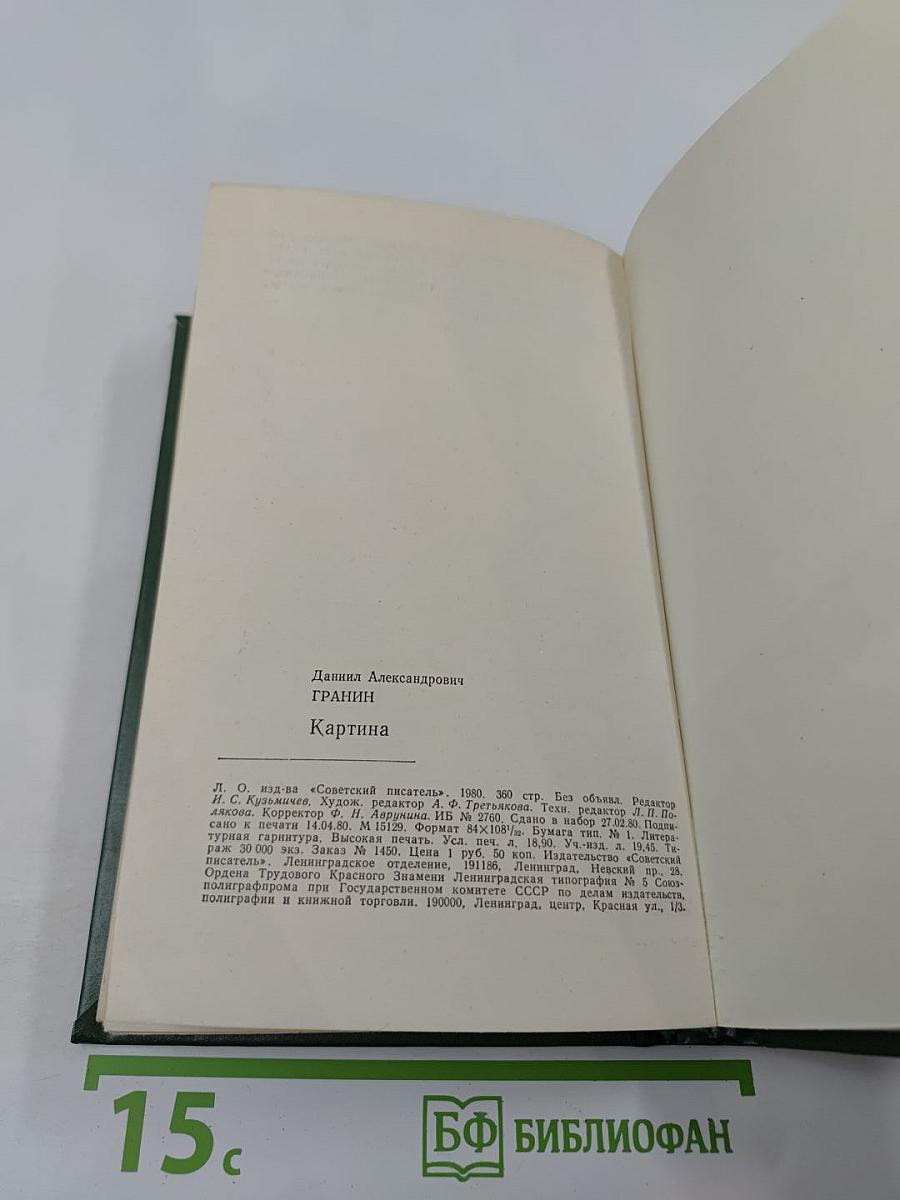 Даниил Александрович
ГРАНИН
Картина
Л. О. изд-ва «Советский писатель». 1980. 360 стр. Без объявл. Редактор
И. С. Кузьмичев. Худож. редактор А. Ф. Третьякова. Техн. редактор Л. П. По-
лякова. Корректор Ф. Н. Аврунина. ИБ № 2760. Сдано в набор 27.02.80. Подпи-
сано к печати 14.04.80. М 15129. Формат 84×108¹/₃₂. Бумага тип. № 1. Литера-
турная гарнитура. Высокая печать. Усл. печ. л. 18,90. Уч.-изд. л. 19,45. Ти-
раж 30 000 экз. Заказ № 1450. Цена 1 руб. 50 коп. Издательство «Советский
писатель». Ленинградское отделение, 191186, Ленинград, Невский пр., 28.
Ордена Трудового Красного Знамени Ленинградская типография № 5 Союз-
полиграфпрома при Государственном комитете СССР по делам издательств,
полиграфии и книжной торговли. 190000, Ленинград, центр, Красная ул., 1/3.
15 с
БФ БИБЛИОФАН